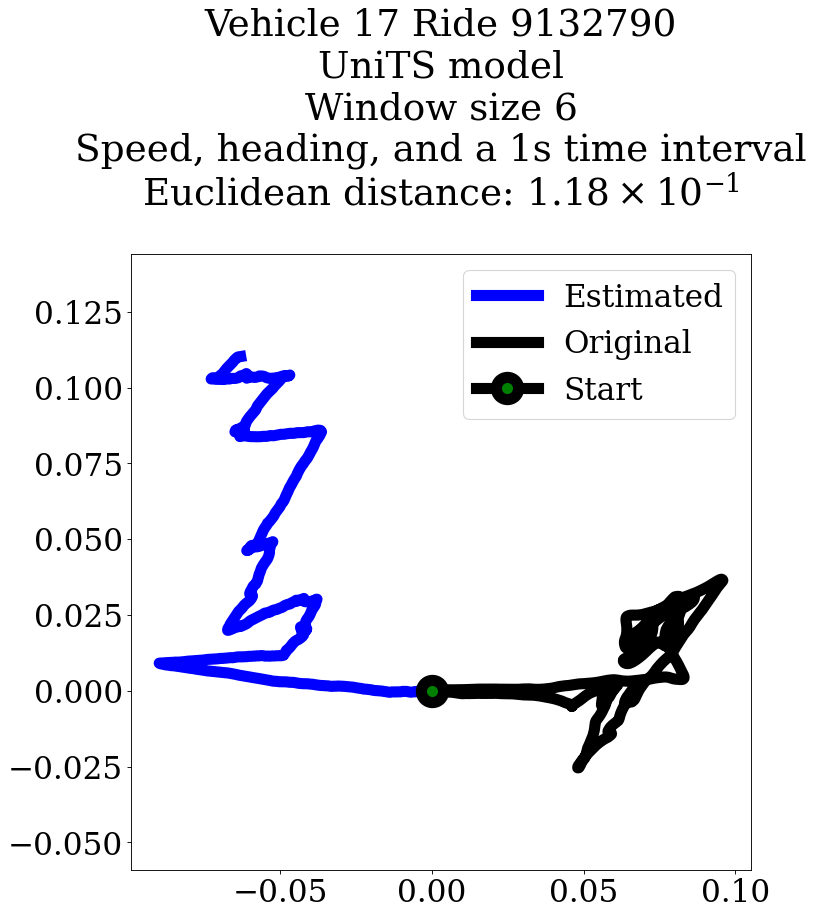 Vehicle 17 Ride 9132790
UniTS model
Window size 6
Speed, heading, and a 1s time interval
Euclidean distance: 1.18 × 10⁻¹
Estimated
Original
Start
0.125
0.100
0.075
0.050
0.025
0.000
−0.025
−0.050
−0.05 0.00 0.05 0.10